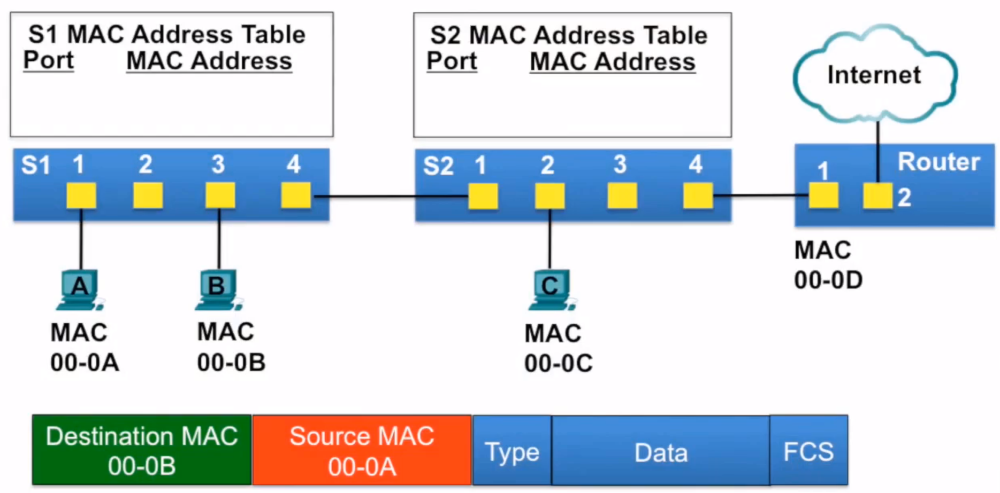 S1 MAC Address Table
Port MAC Address
S2 MAC Address Table
Port MAC Address
Internet
S1 1 2 3 4
S2 1 2 3 4
1 Router
2
MAC
00-0D
A
B
C
MAC
00-0A
MAC
00-0B
MAC
00-0C
Destination MAC
00-0B
Source MAC
00-0A
Type
Data
FCS